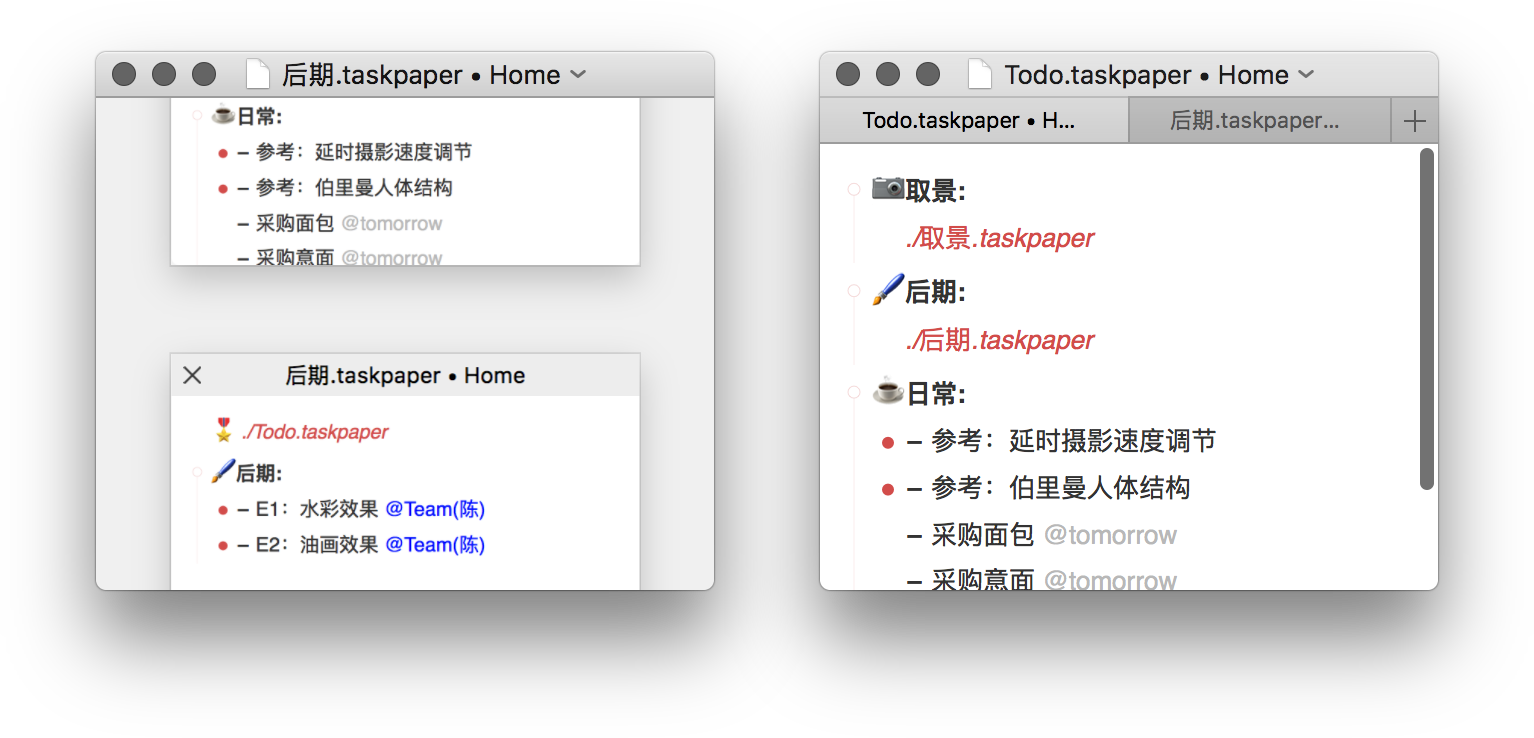 后期.taskpaper • Home
☕日常:
– 参考：延时摄影速度调节
– 参考：伯里曼人体结构
– 采购面包 @tomorrow
– 采购意面 @tomorrow
后期.taskpaper • Home
./Todo.taskpaper
🖌后期:
– E1：水彩效果 @Team(陈)
– E2：油画效果 @Team(陈)
Todo.taskpaper • Home
Todo.taskpaper • H...
后期.taskpaper...
📷取景:
./取景.taskpaper
🖌后期:
./后期.taskpaper
☕日常:
– 参考：延时摄影速度调节
– 参考：伯里曼人体结构
– 采购面包 @tomorrow
– 采购意面 @tomorrow